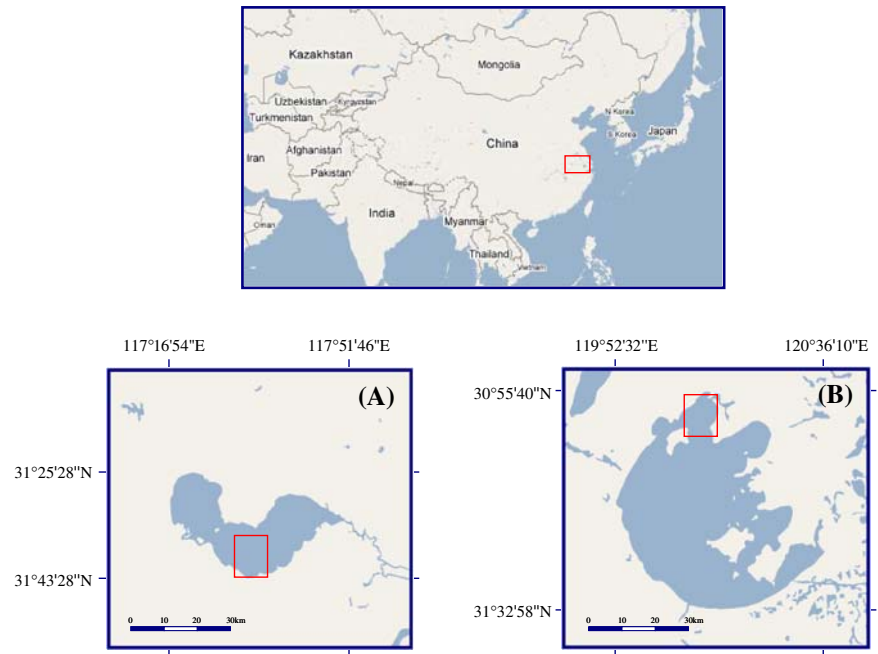 Kazakhstan
Mongolia
Uzbekistan
Kyrgyzstan
Turkmenistan
N Korea
S Korea
Japan
China
Afghanistan
Iran
Pakistan
Nepal
India
Oman
Myanmar
Thailand
Vietnam
117°16'54"E
117°51'46"E
119°52'32"E
120°36'10"E
(A)
(B)
30°55'40"N
31°25'28"N
31°43'28"N
31°32'58"N
0 10 20 30km
0 10 20 30km